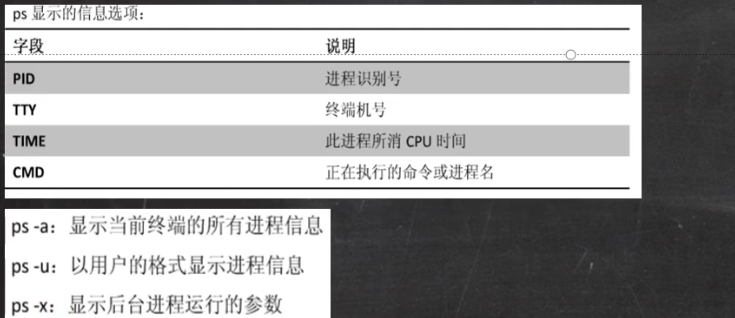 ps 显示的信息选项：
字段 说明
PID 进程识别号
TTY 终端机号
TIME 此进程所消 CPU 时间
CMD 正在执行的命令或进程名
ps -a：显示当前终端的所有进程信息
ps -u：以用户的格式显示进程信息
ps -x：显示后台进程运行的参数